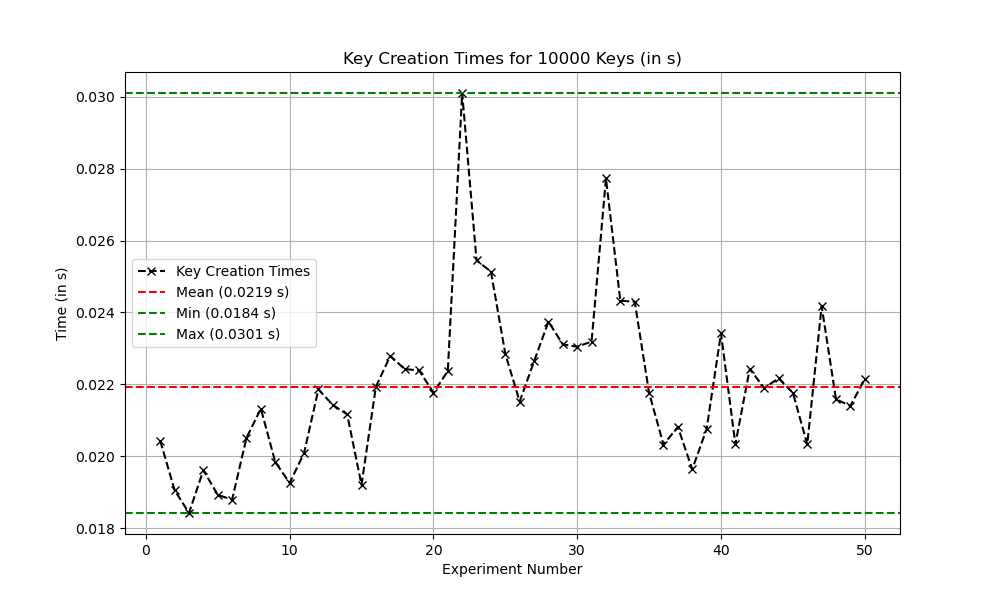 Key Creation Times for 10000 Keys (in s)
0.030
0.028
0.026
0.024
0.022
0.020
0.018
Time (in s)
Key Creation Times
Mean (0.0219 s)
Min (0.0184 s)
Max (0.0301 s)
0 10 20 30 40 50
Experiment Number